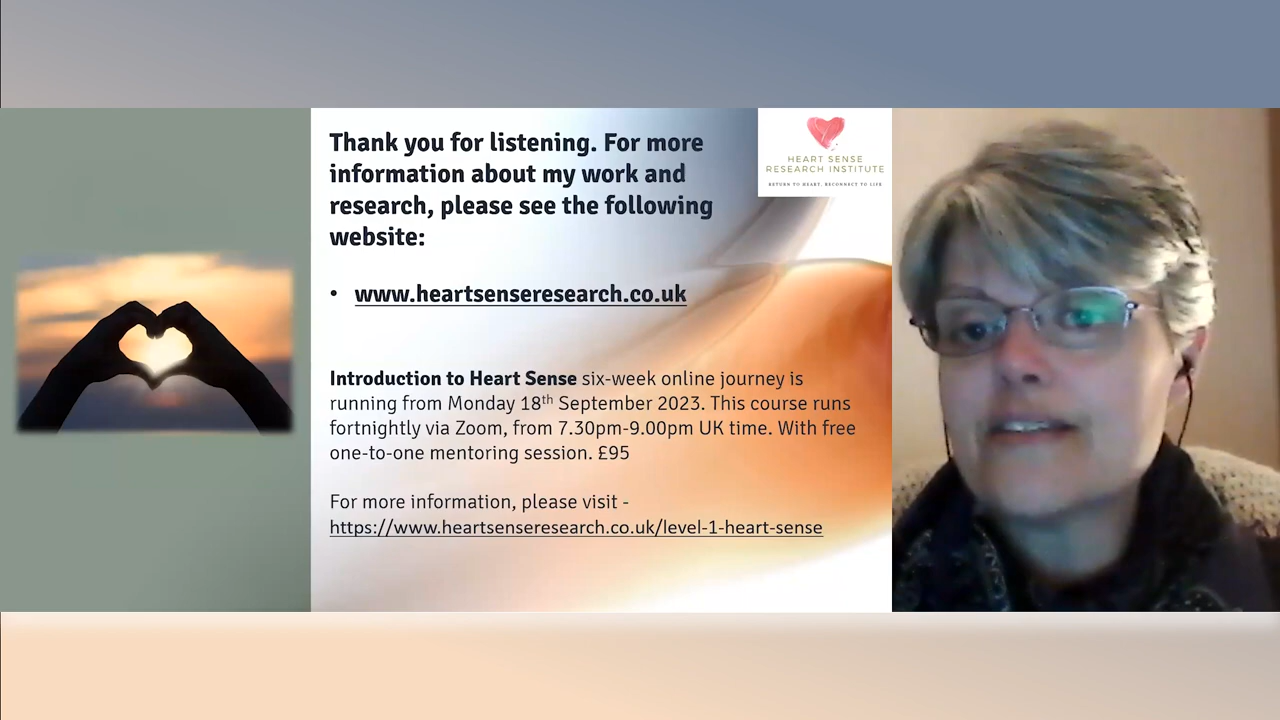 Thank you for listening. For more
information about my work and
research, please see the following
website:
• www.heartsenseresearch.co.uk
Introduction to Heart Sense six-week online journey is
running from Monday 18th September 2023. This course runs
fortnightly via Zoom, from 7.30pm-9.00pm UK time. With free
one-to-one mentoring session. £95
For more information, please visit -
https://www.heartsenseresearch.co.uk/level-1-heart-sense
HEART SENSE
RESEARCH INSTITUTE
RETURN TO HEART, RECONNECT TO LIFE